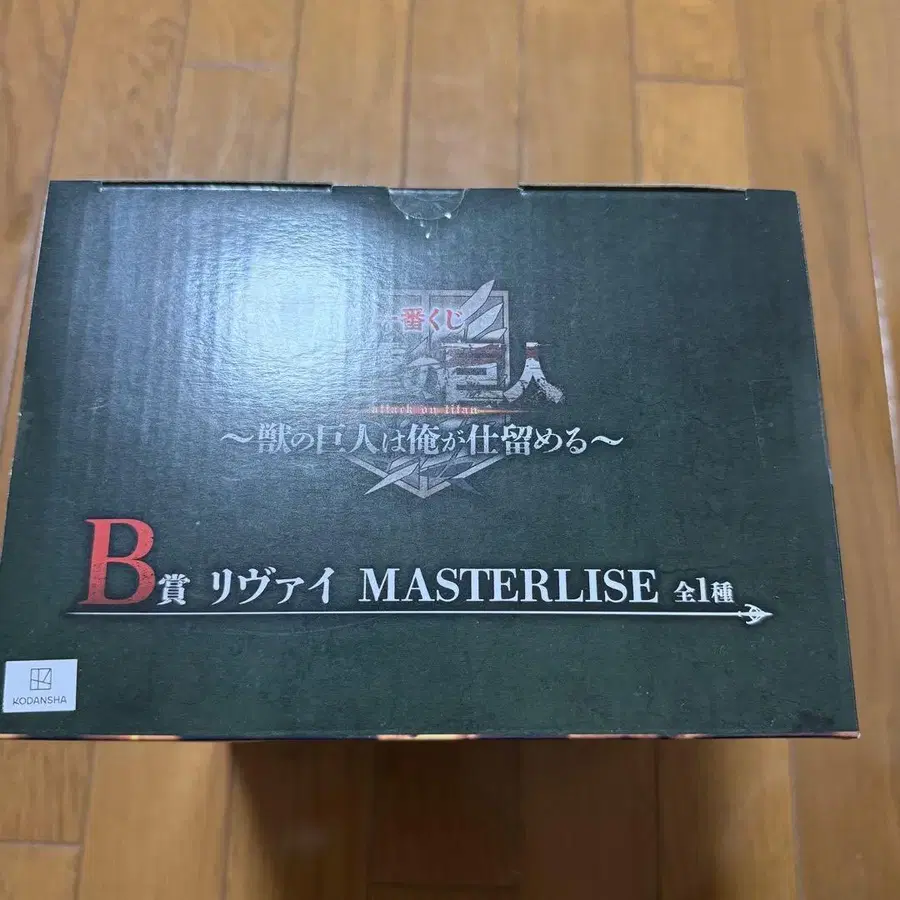 一番くじ
巨人
attack on titan
～獣の巨人は俺が仕留める～
B賞 リヴァイ MASTERLISE 全1種
KODANSHA